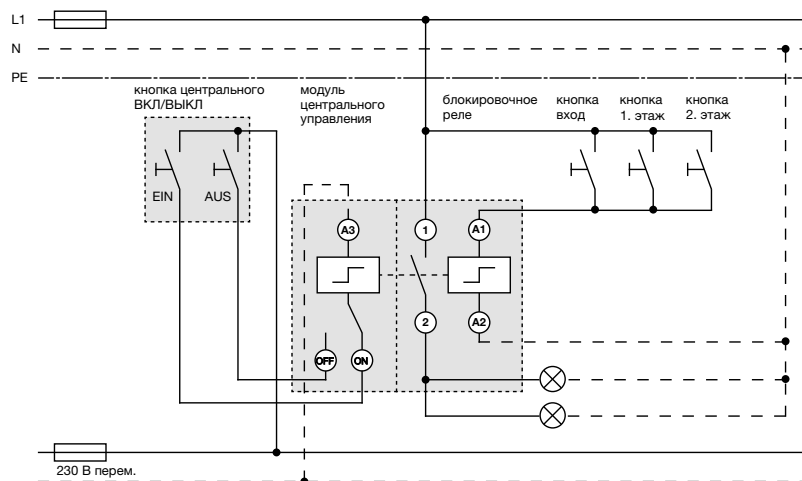 L1
N
PE
кнопка центрального
ВКЛ/ВЫКЛ
модуль
центрального
управления
блокировочное
реле
кнопка
вход
кнопка
1. этаж
кнопка
2. этаж
EIN
AUS
A3
1
A1
2
A2
OFF
ON
230 В перем.